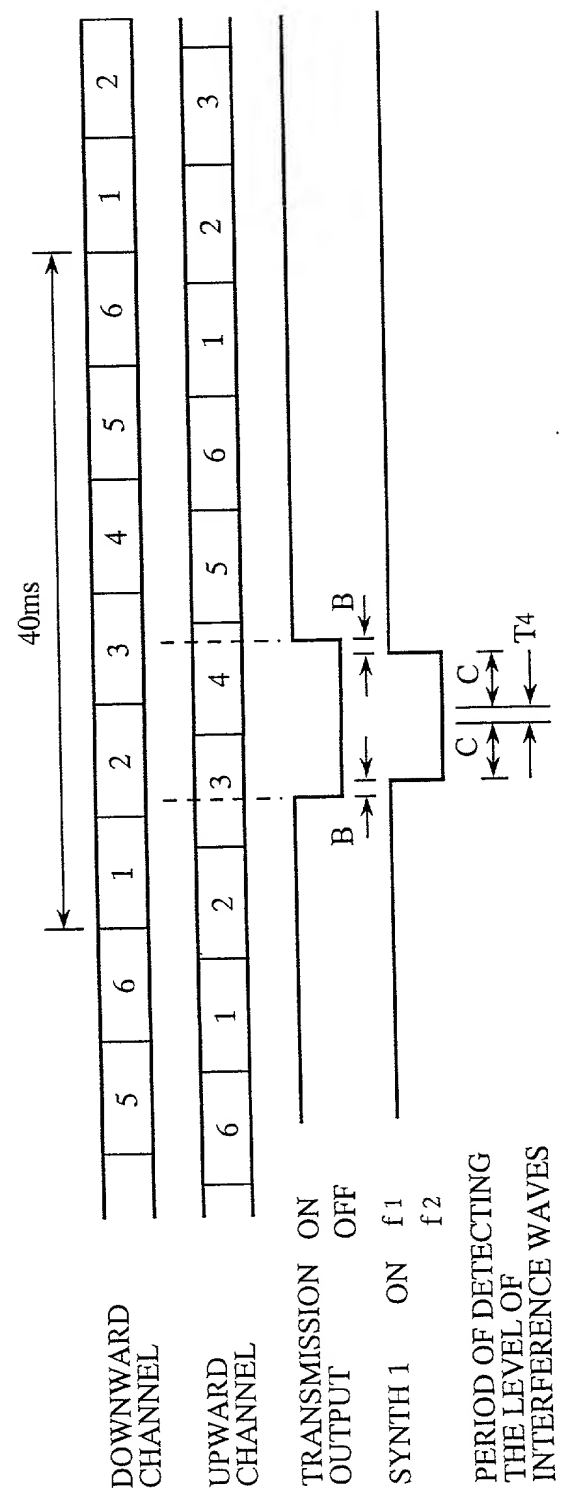 40ms
DOWNWARD
CHANNEL
5 6 1 2 3 4 5 6 1 2
UPWARD
CHANNEL
6 1 2 3 4 5 6 1 2 3
TRANSMISSION ON
OUTPUT OFF
B B
SYNTH 1 ON f1
f2
PERIOD OF DETECTING
THE LEVEL OF
INTERFERENCE WAVES
C C
T4